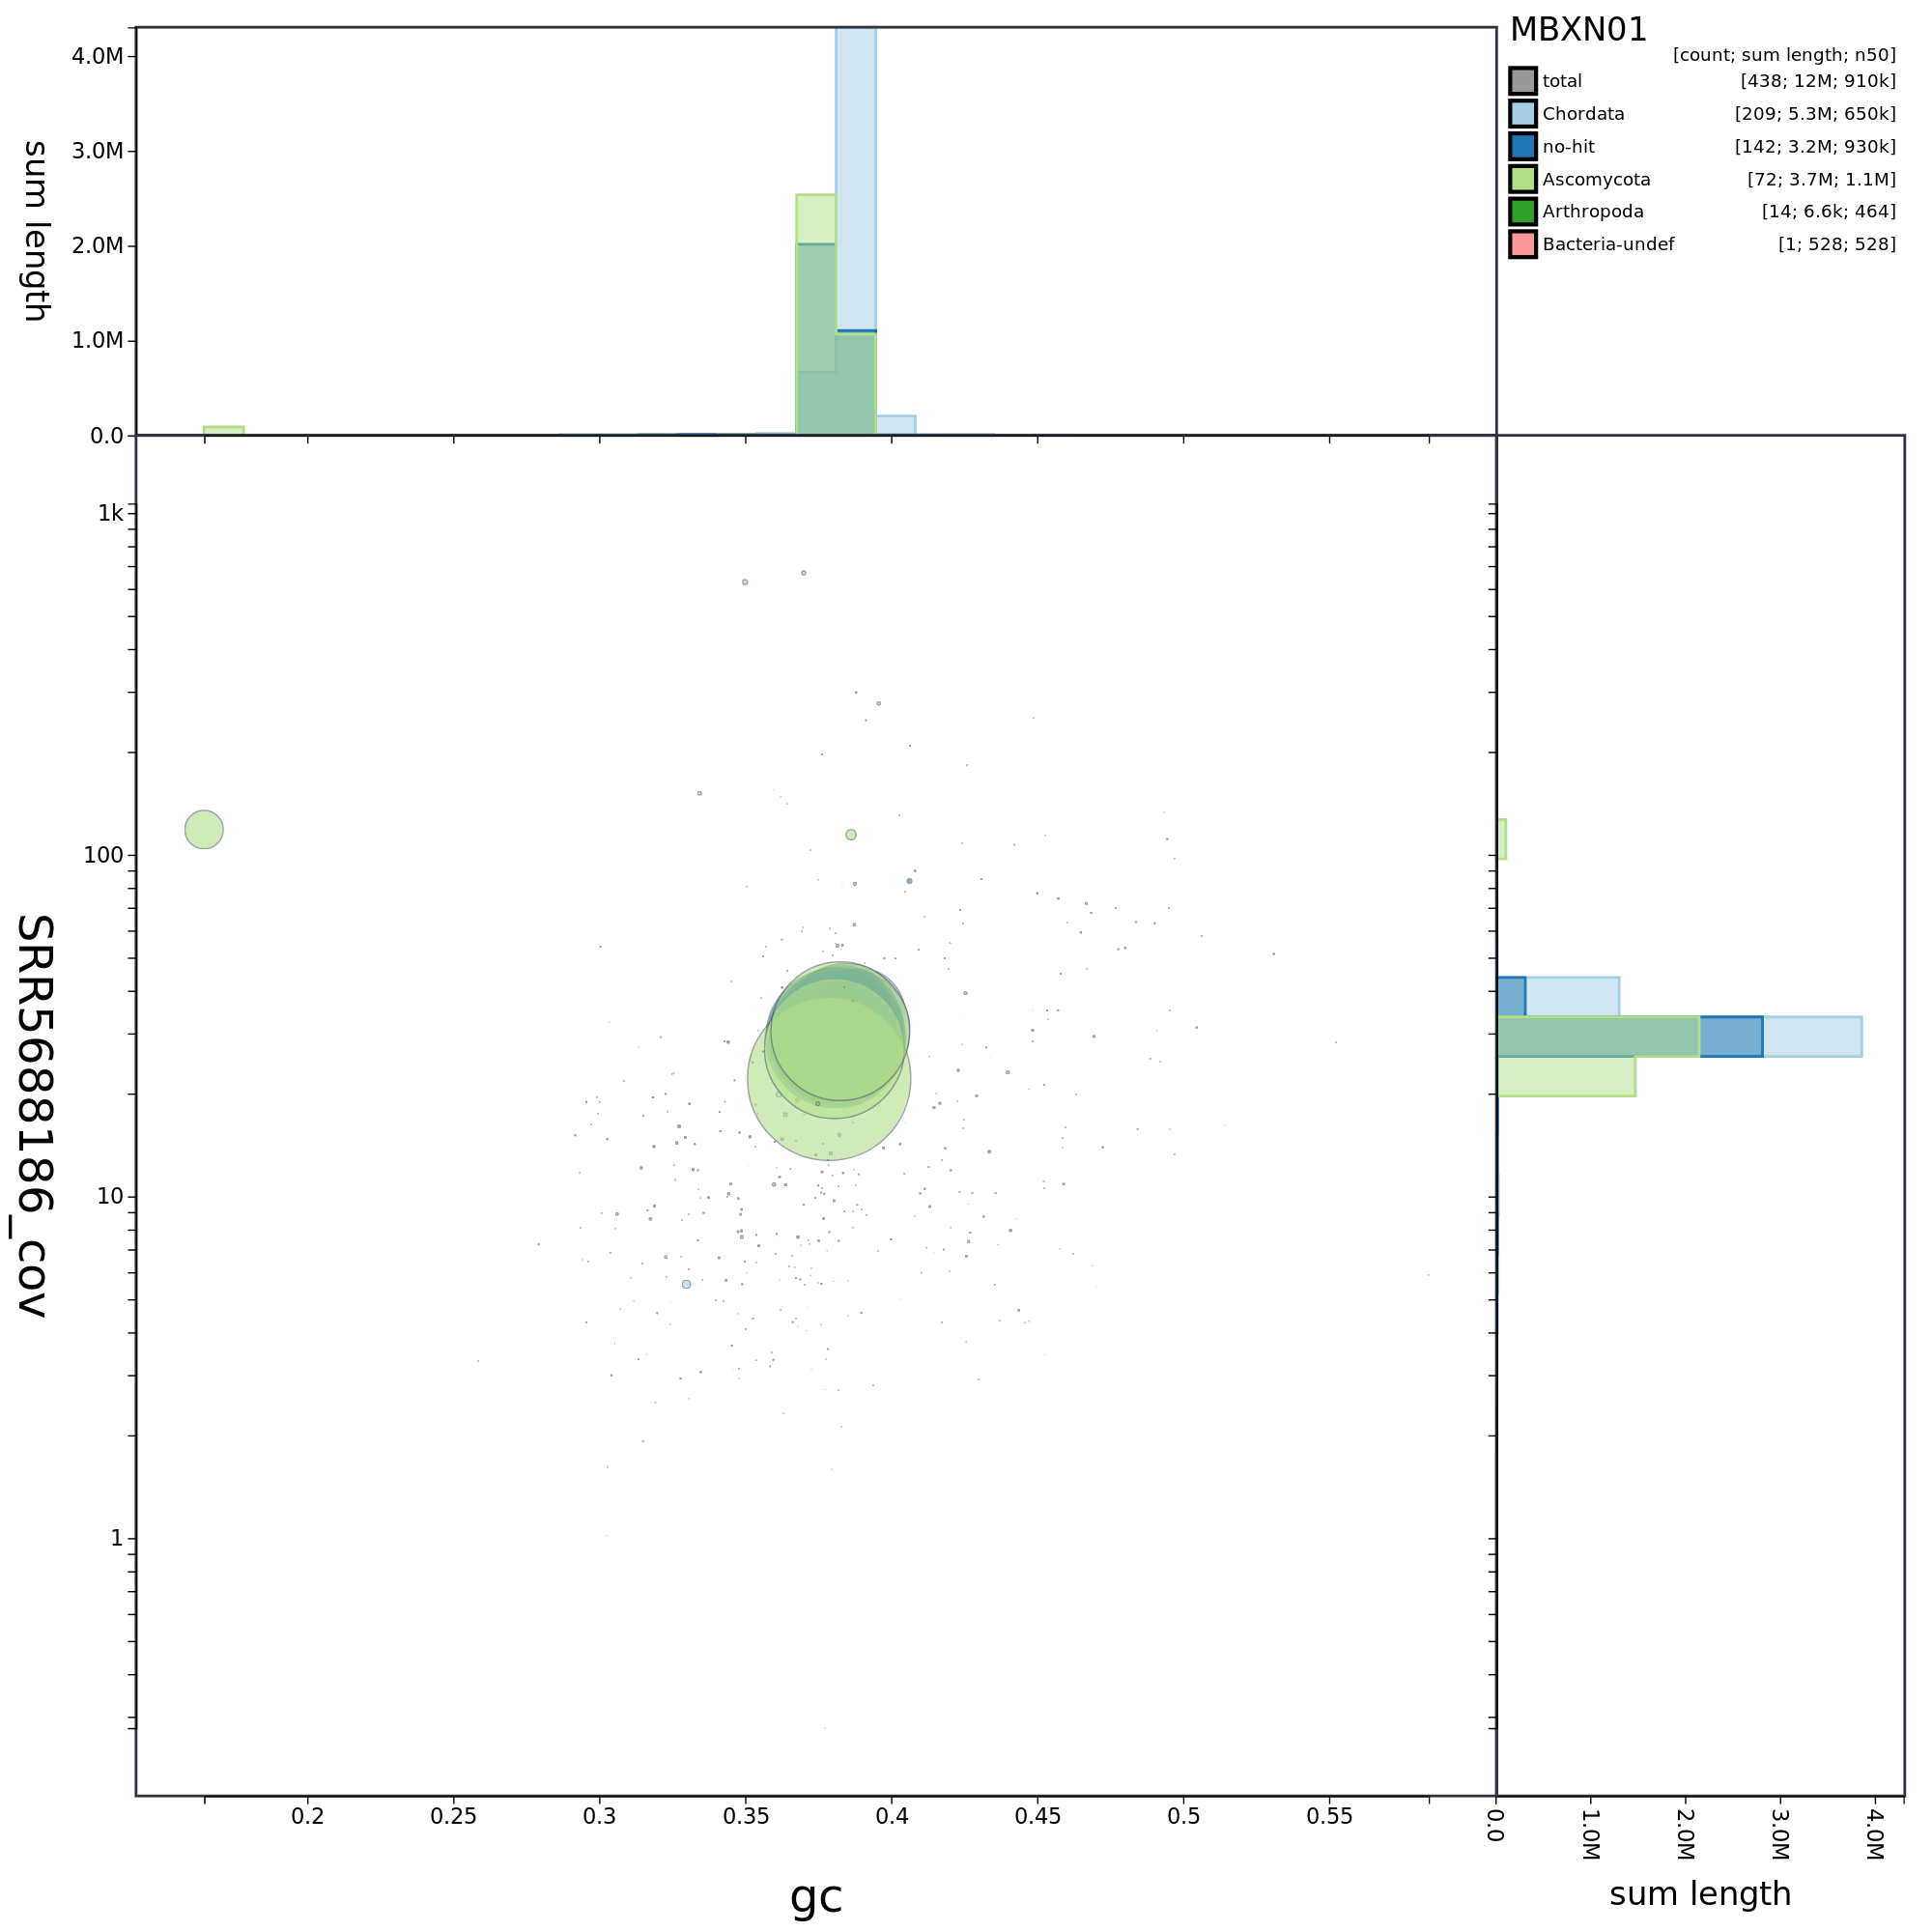 MBXN01
[count; sum length; n50]
total [438; 12M; 910k]
Chordata [209; 5.3M; 650k]
no-hit [142; 3.2M; 930k]
Ascomycota [72; 3.7M; 1.1M]
Arthropoda [14; 6.6k; 464]
Bacteria-undef [1; 528; 528]
sum length
4.0M
3.0M
2.0M
1.0M
0.0
SRR5688186_cov
1k
100
10
1
0.2 0.25 0.3 0.35 0.4 0.45 0.5 0.55
gc
0.0 1.0M 2.0M 3.0M 4.0M
sum length